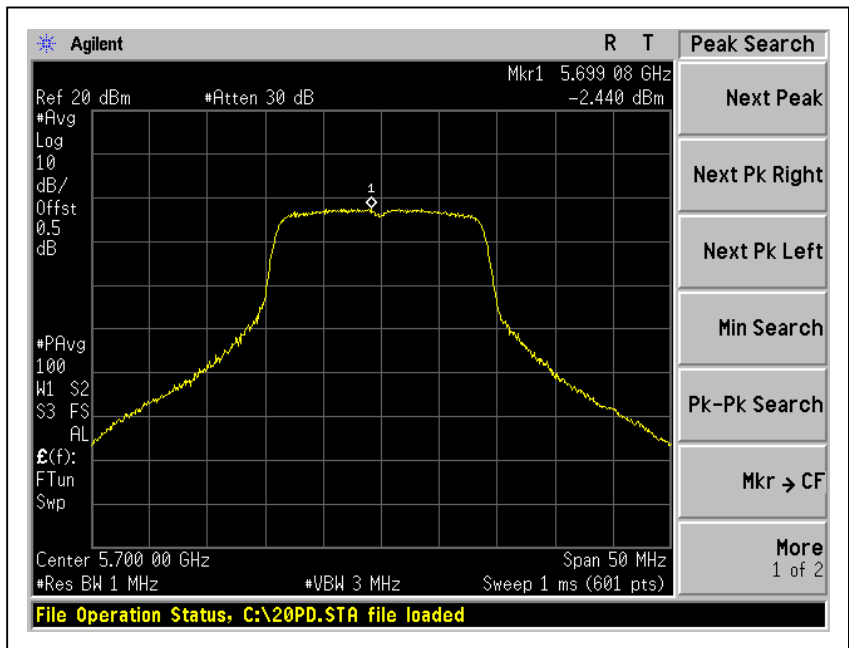 Agilent R T Peak Search
Mkr1 5.699 08 GHz
Ref 20 dBm #Atten 30 dB -2.440 dBm
#Avg
Log
10
dB/
Offst
0.5
dB
1
#PAvg
100
W1 S2
S3 FS
AL
£(f):
FTun
Swp
Center 5.700 00 GHz Span 50 MHz
#Res BW 1 MHz #VBW 3 MHz Sweep 1 ms (601 pts)
File Operation Status, C:\20PD.STA file loaded
Next Peak
Next Pk Right
Next Pk Left
Min Search
Pk-Pk Search
Mkr → CF
More
1 of 2